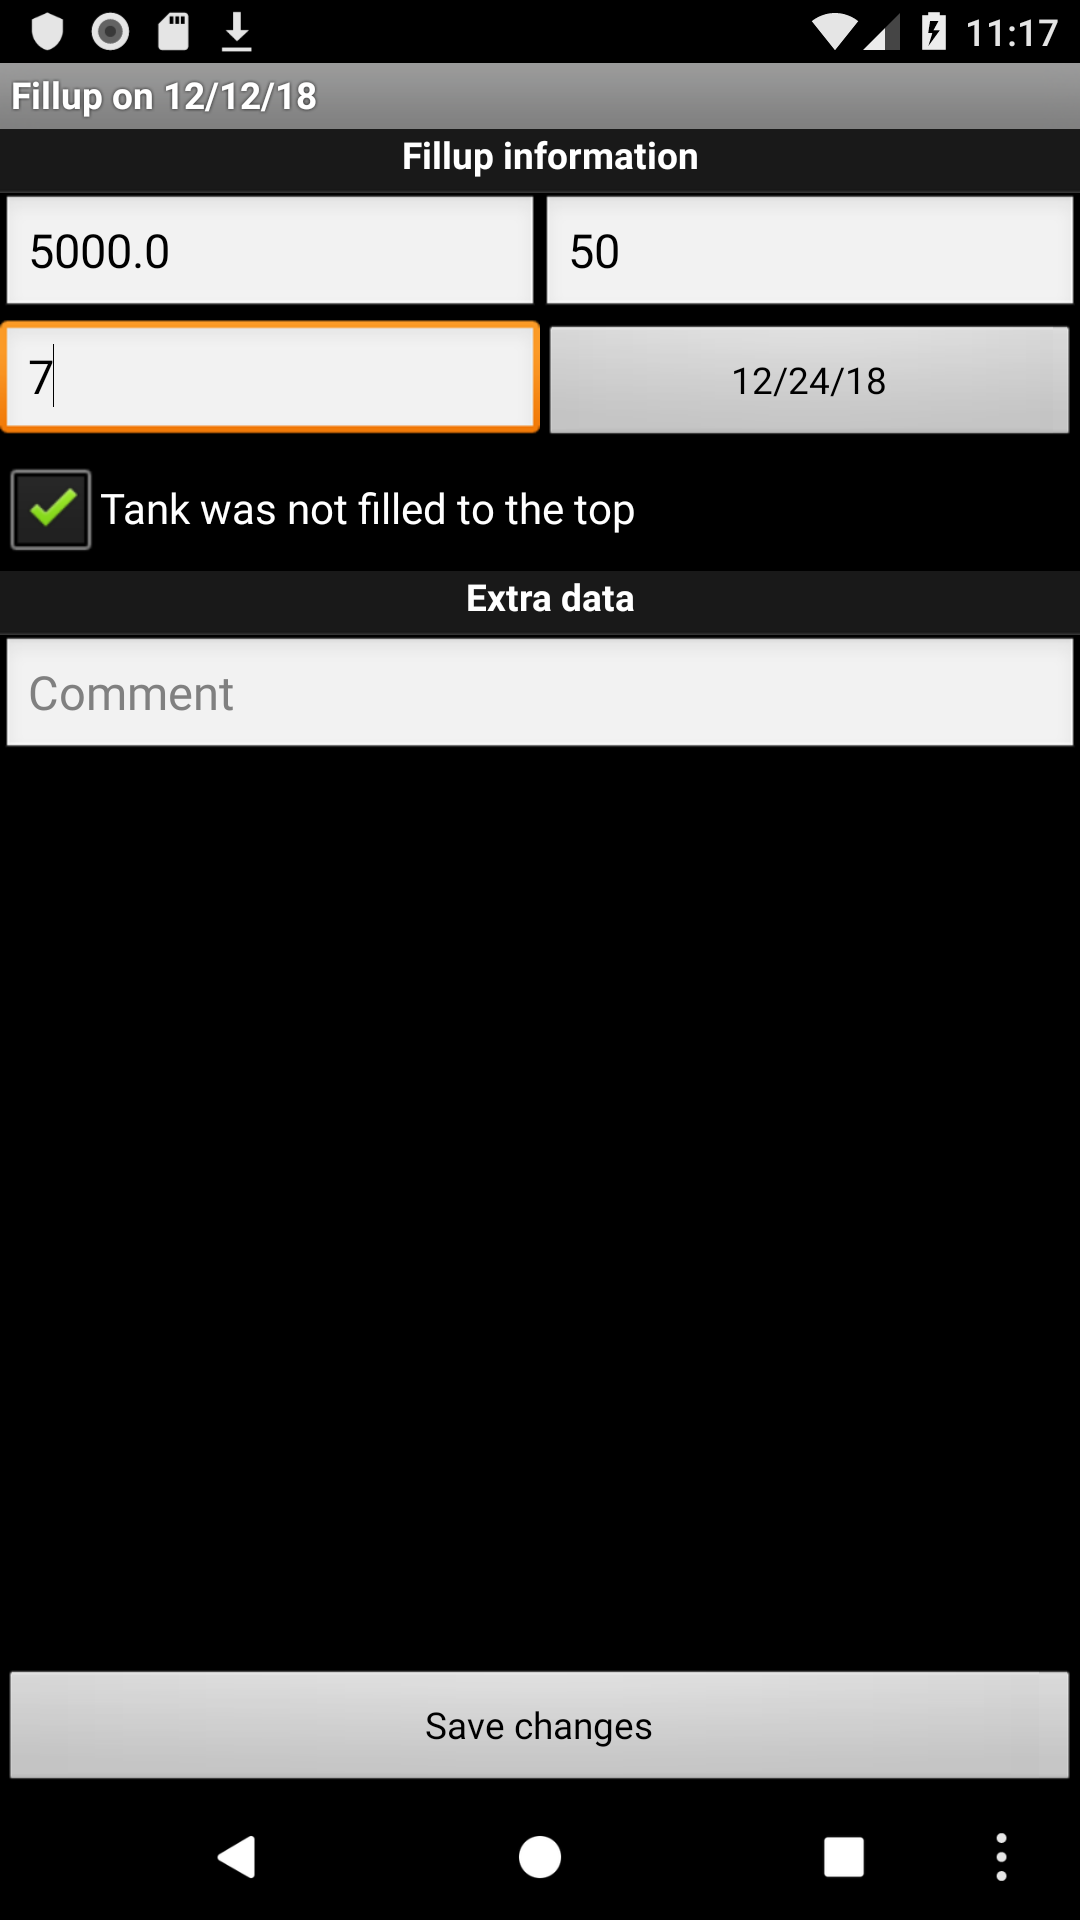 11:17
Fillup on 12/12/18
Fillup information
5000.0 50
7 12/24/18
Tank was not filled to the top
Extra data
Comment
Save changes